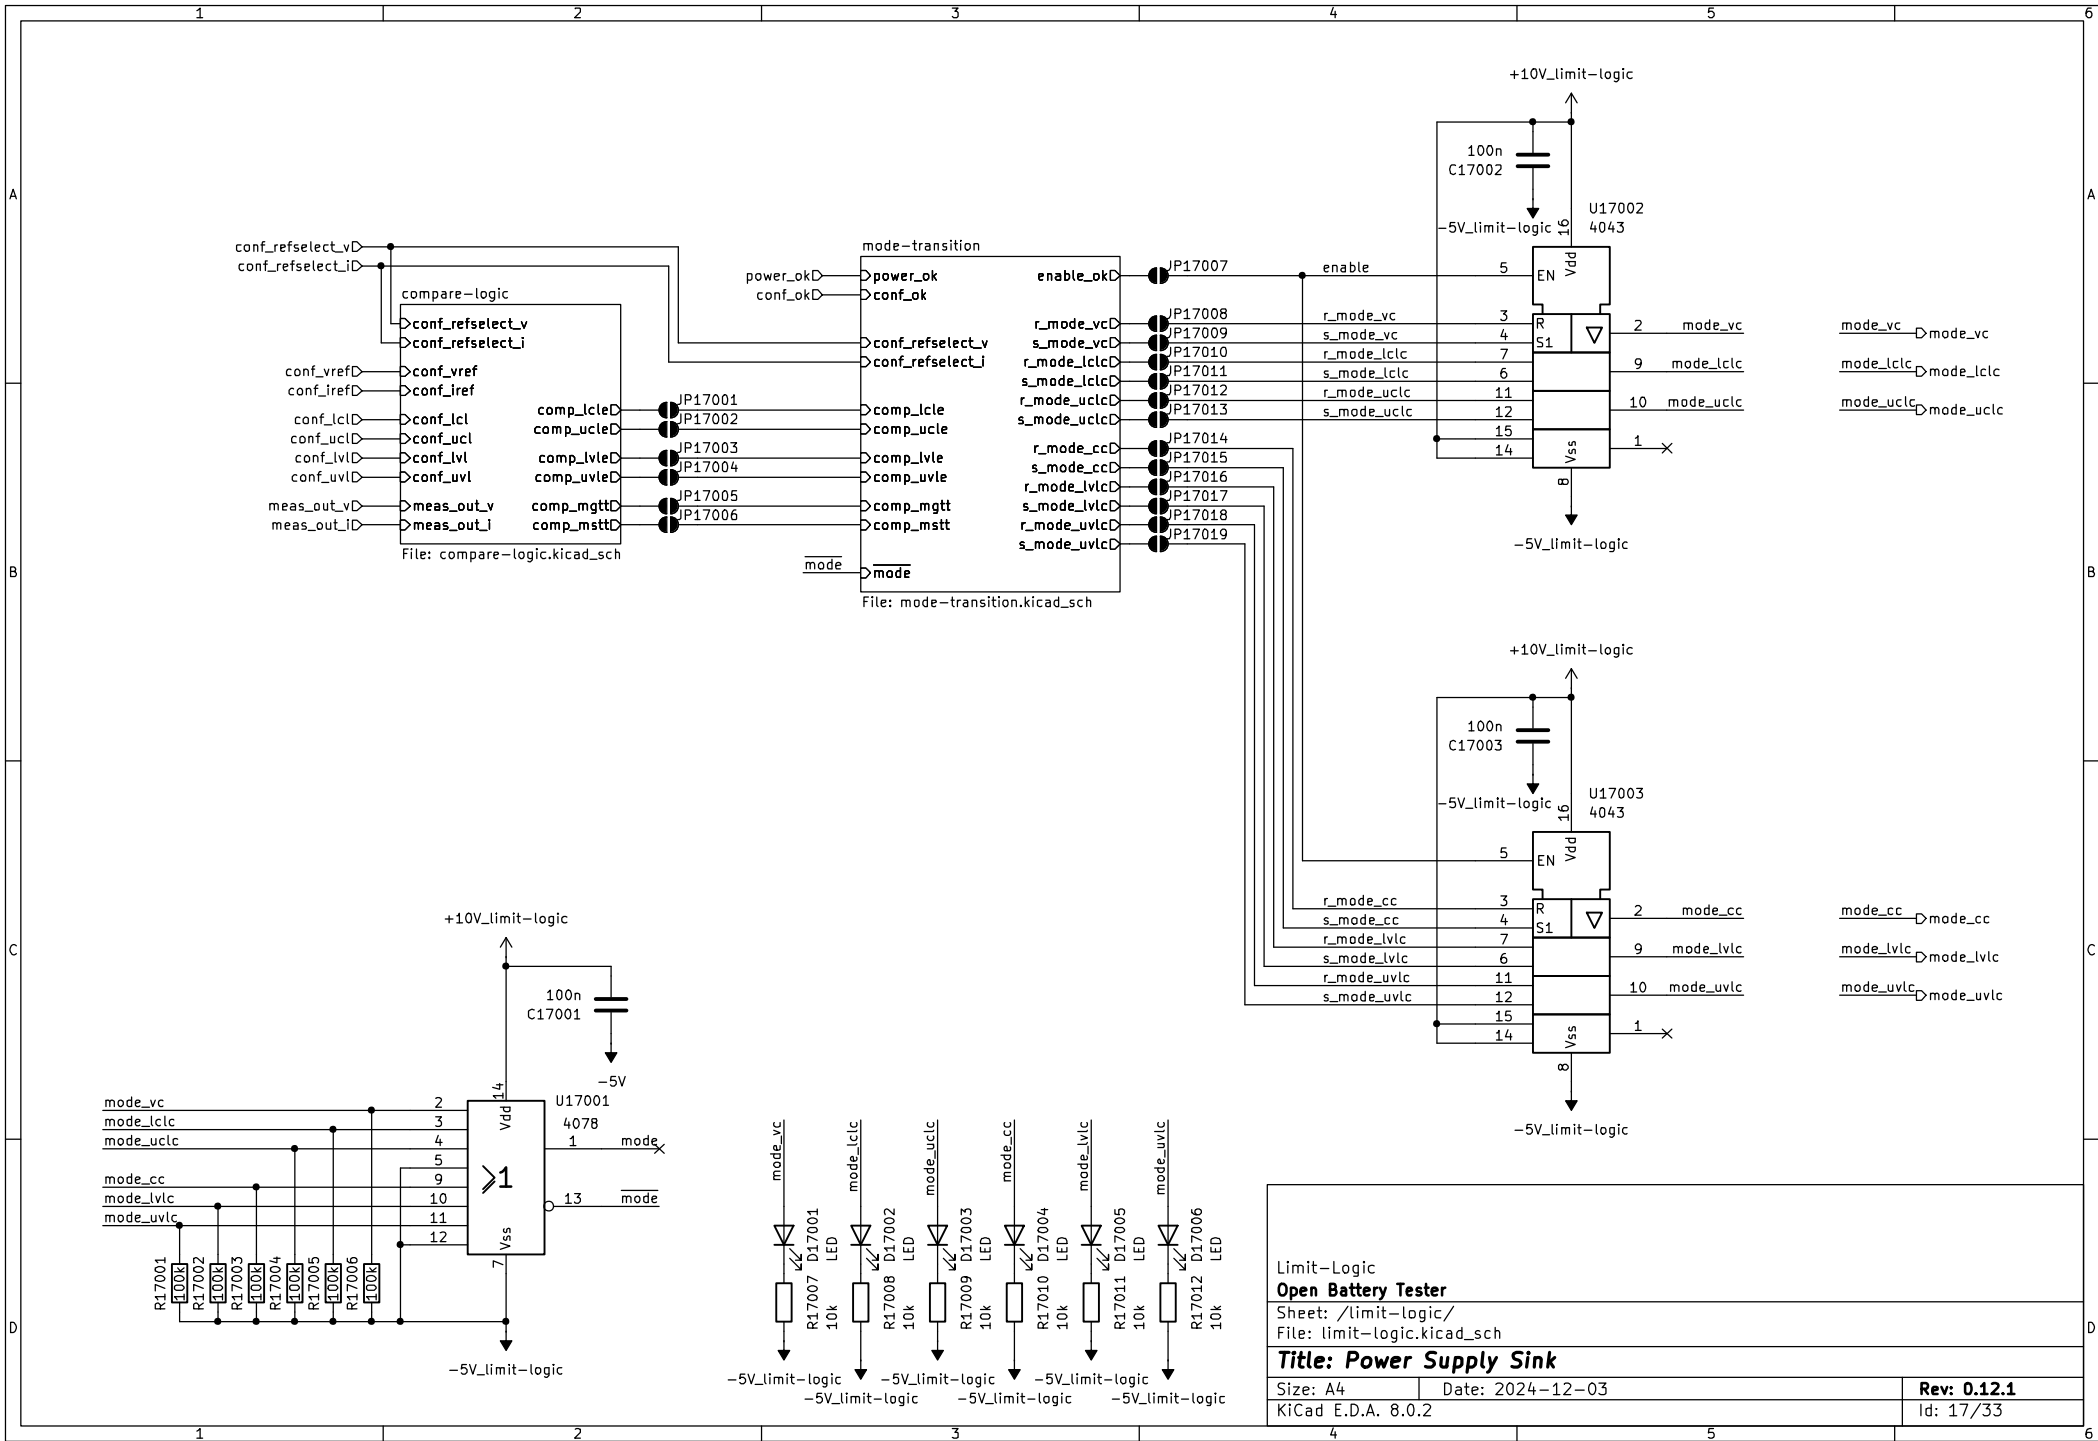 1 2 3 4 5 6
A
B
C
D
A
B
C
D
1 2 3 4 5 6
conf_refselect_v
conf_refselect_i
compare-logic
conf_refselect_v
conf_refselect_i
conf_vref conf_vref
conf_iref conf_iref
conf_lcl conf_lcl
conf_ucl conf_ucl
conf_lvl conf_lvl
conf_uvl conf_uvl
meas_out_v meas_out_v
meas_out_i meas_out_i
comp_lcle
comp_ucle
comp_lvle
comp_uvle
comp_mgtt
comp_mstt
File: compare-logic.kicad_sch
JP17001
JP17002
JP17003
JP17004
JP17005
JP17006
mode-transition
power_ok power_ok
conf_ok conf_ok
conf_refselect_v
conf_refselect_i
comp_lcle
comp_ucle
comp_lvle
comp_uvle
comp_mgtt
comp_mstt
mode mode
enable_ok
r_mode_vc
s_mode_vc
r_mode_lclc
s_mode_lclc
r_mode_uclc
s_mode_uclc
r_mode_cc
s_mode_cc
r_mode_lvlc
s_mode_lvlc
r_mode_uvlc
s_mode_uvlc
File: mode-transition.kicad_sch
JP17007
JP17008
JP17009
JP17010
JP17011
JP17012
JP17013
JP17014
JP17015
JP17016
JP17017
JP17018
JP17019
+10V_limit-logic
100n
C17002
-5V_limit-logic
U17002
4043
16
Vdd
enable 5 EN
r_mode_vc 3 R
s_mode_vc 4 S1
r_mode_lclc 7
s_mode_lclc 6
r_mode_uclc 11
s_mode_uclc 12
15
14
Vss
8
2 mode_vc
9 mode_lclc
10 mode_uclc
1
mode_vc mode_vc
mode_lclc mode_lclc
mode_uclc mode_uclc
-5V_limit-logic
+10V_limit-logic
100n
C17003
-5V_limit-logic
U17003
4043
16
Vdd
5 EN
r_mode_cc 3 R
s_mode_cc 4 S1
r_mode_lvlc 7
s_mode_lvlc 6
r_mode_uvlc 11
s_mode_uvlc 12
15
14
Vss
8
2 mode_cc
9 mode_lvlc
10 mode_uvlc
1
mode_cc mode_cc
mode_lvlc mode_lvlc
mode_uvlc mode_uvlc
-5V_limit-logic
+10V_limit-logic
100n
C17001
-5V
14
Vdd
U17001
4078
mode_vc 2
mode_lclc 3
mode_uclc 4
5
mode_cc 9
mode_lvlc 10
mode_uvlc 11
12
≥1
1 mode
13 mode
Vss
7
R17001 100k
R17002 100k
R17003 100k
R17004 100k
R17005 100k
R17006 100k
-5V_limit-logic
mode_vc
mode_lclc
mode_uclc
mode_cc
mode_lvlc
mode_uvlc
D17001 LED
D17002 LED
D17003 LED
D17004 LED
D17005 LED
D17006 LED
R17007 10k
R17008 10k
R17009 10k
R17010 10k
R17011 10k
R17012 10k
-5V_limit-logic
-5V_limit-logic
-5V_limit-logic
-5V_limit-logic
-5V_limit-logic
-5V_limit-logic
Limit-Logic
Open Battery Tester
Sheet: /limit-logic/
File: limit-logic.kicad_sch
Title: Power Supply Sink
Size: A4 Date: 2024-12-03 Rev: 0.12.1
KiCad E.D.A. 8.0.2 Id: 17/33